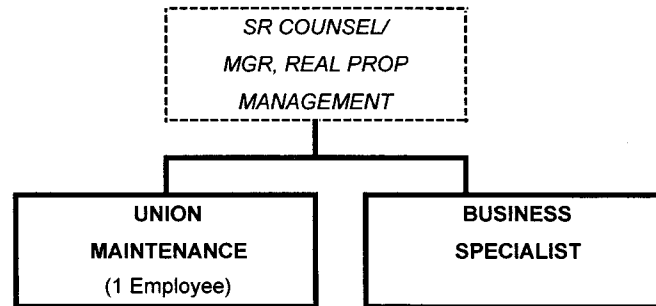 SR COUNSEL/
MGR, REAL PROP
MANAGEMENT
UNION
MAINTENANCE
(1 Employee)
BUSINESS
SPECIALIST